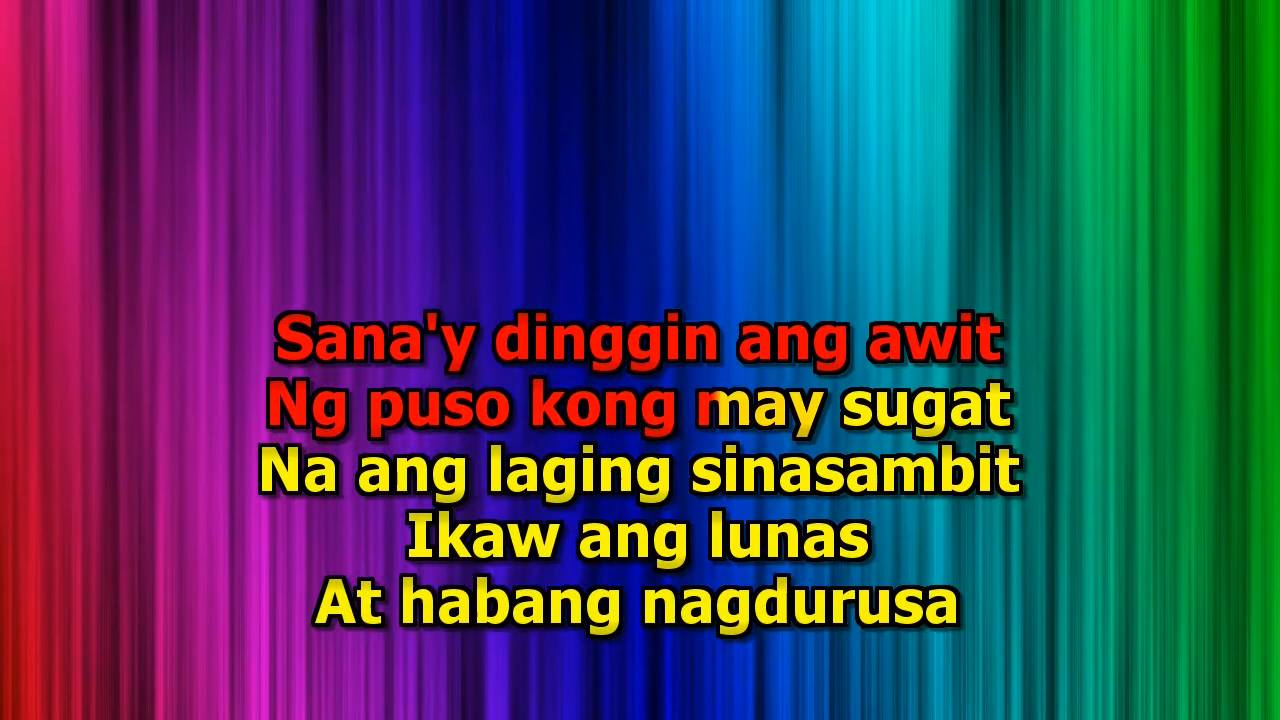 Sana'y dinggin ang awit
Ng puso kong may sugat
Na ang laging sinasambit
Ikaw ang lunas
At habang nagdurusa